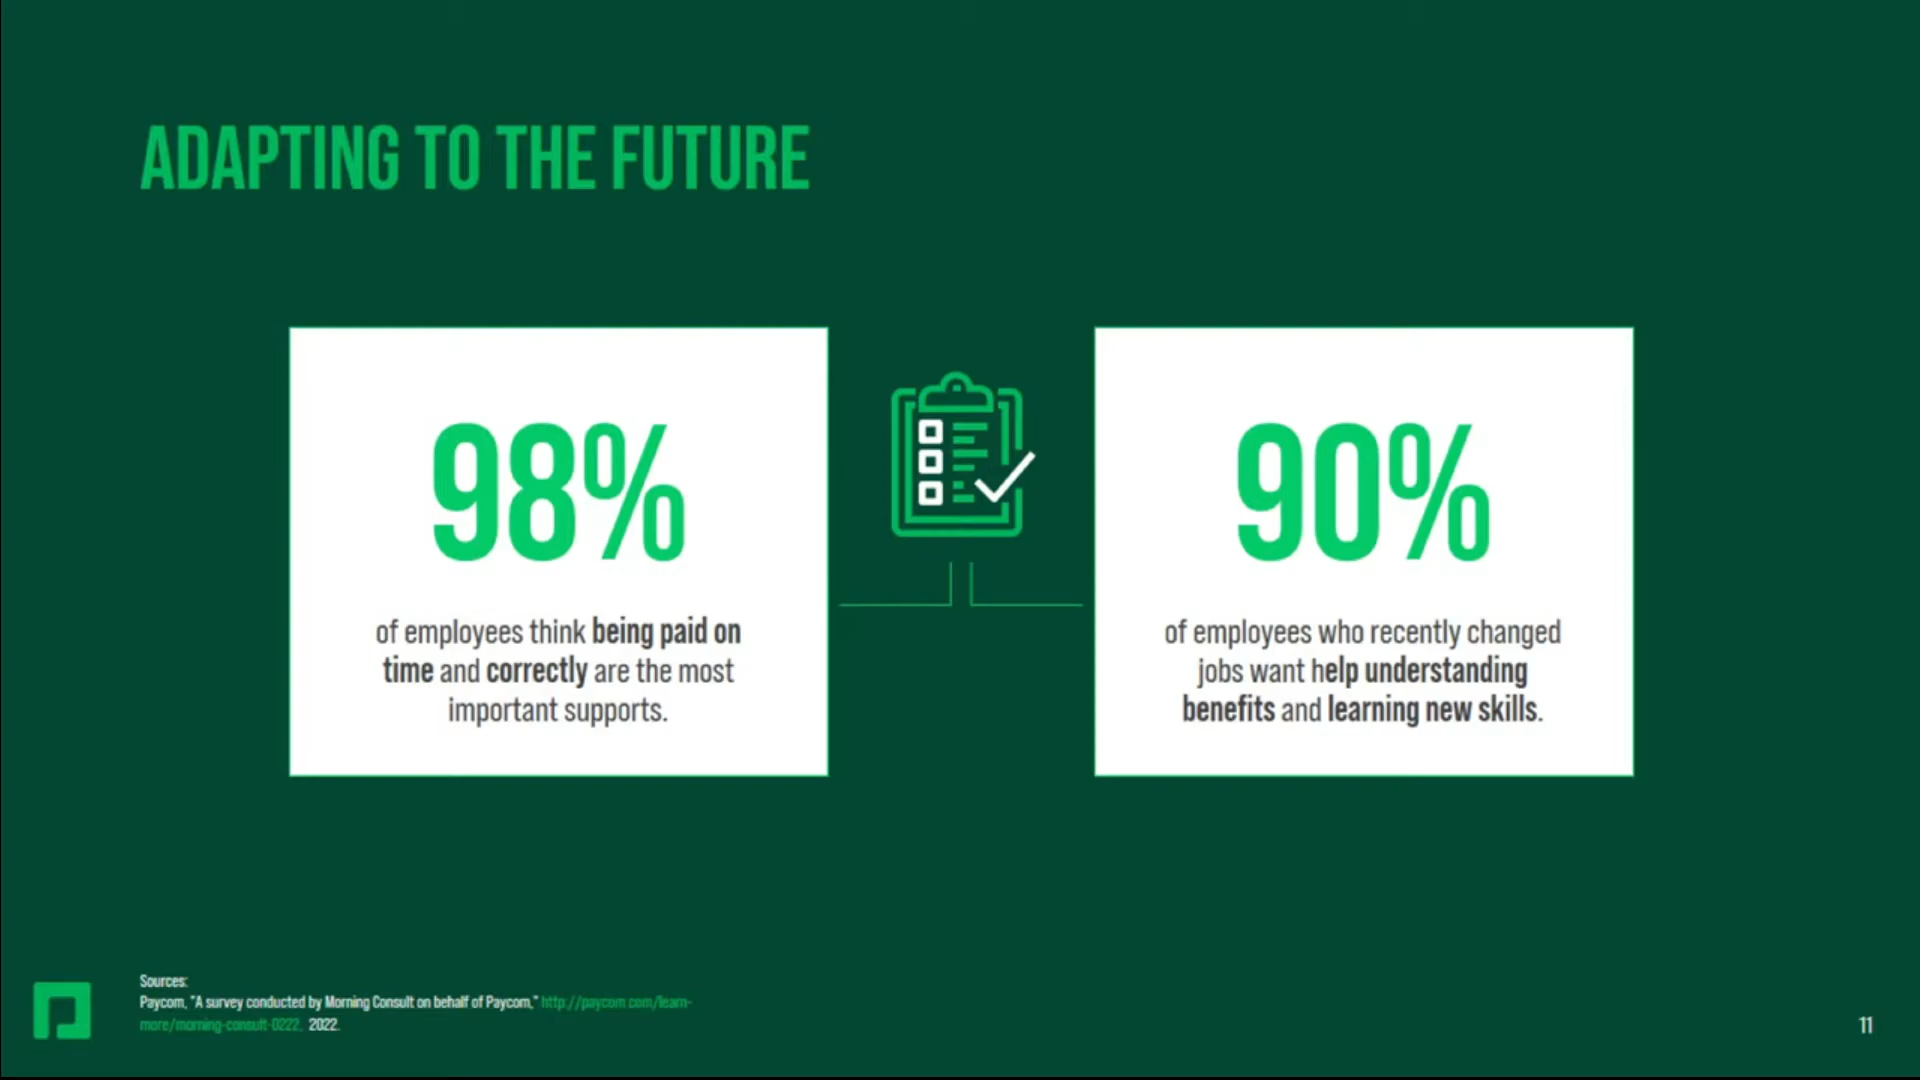 ADAPTING TO THE FUTURE
98%
of employees think being paid on
time and correctly are the most
important supports.
90%
of employees who recently changed
jobs want help understanding
benefits and learning new skills.
Sources:
Paycom, "A survey conducted by Morning Consult on behalf of Paycom," http://paycom.com/learn-
more/morning-consult-0222, 2022.
11